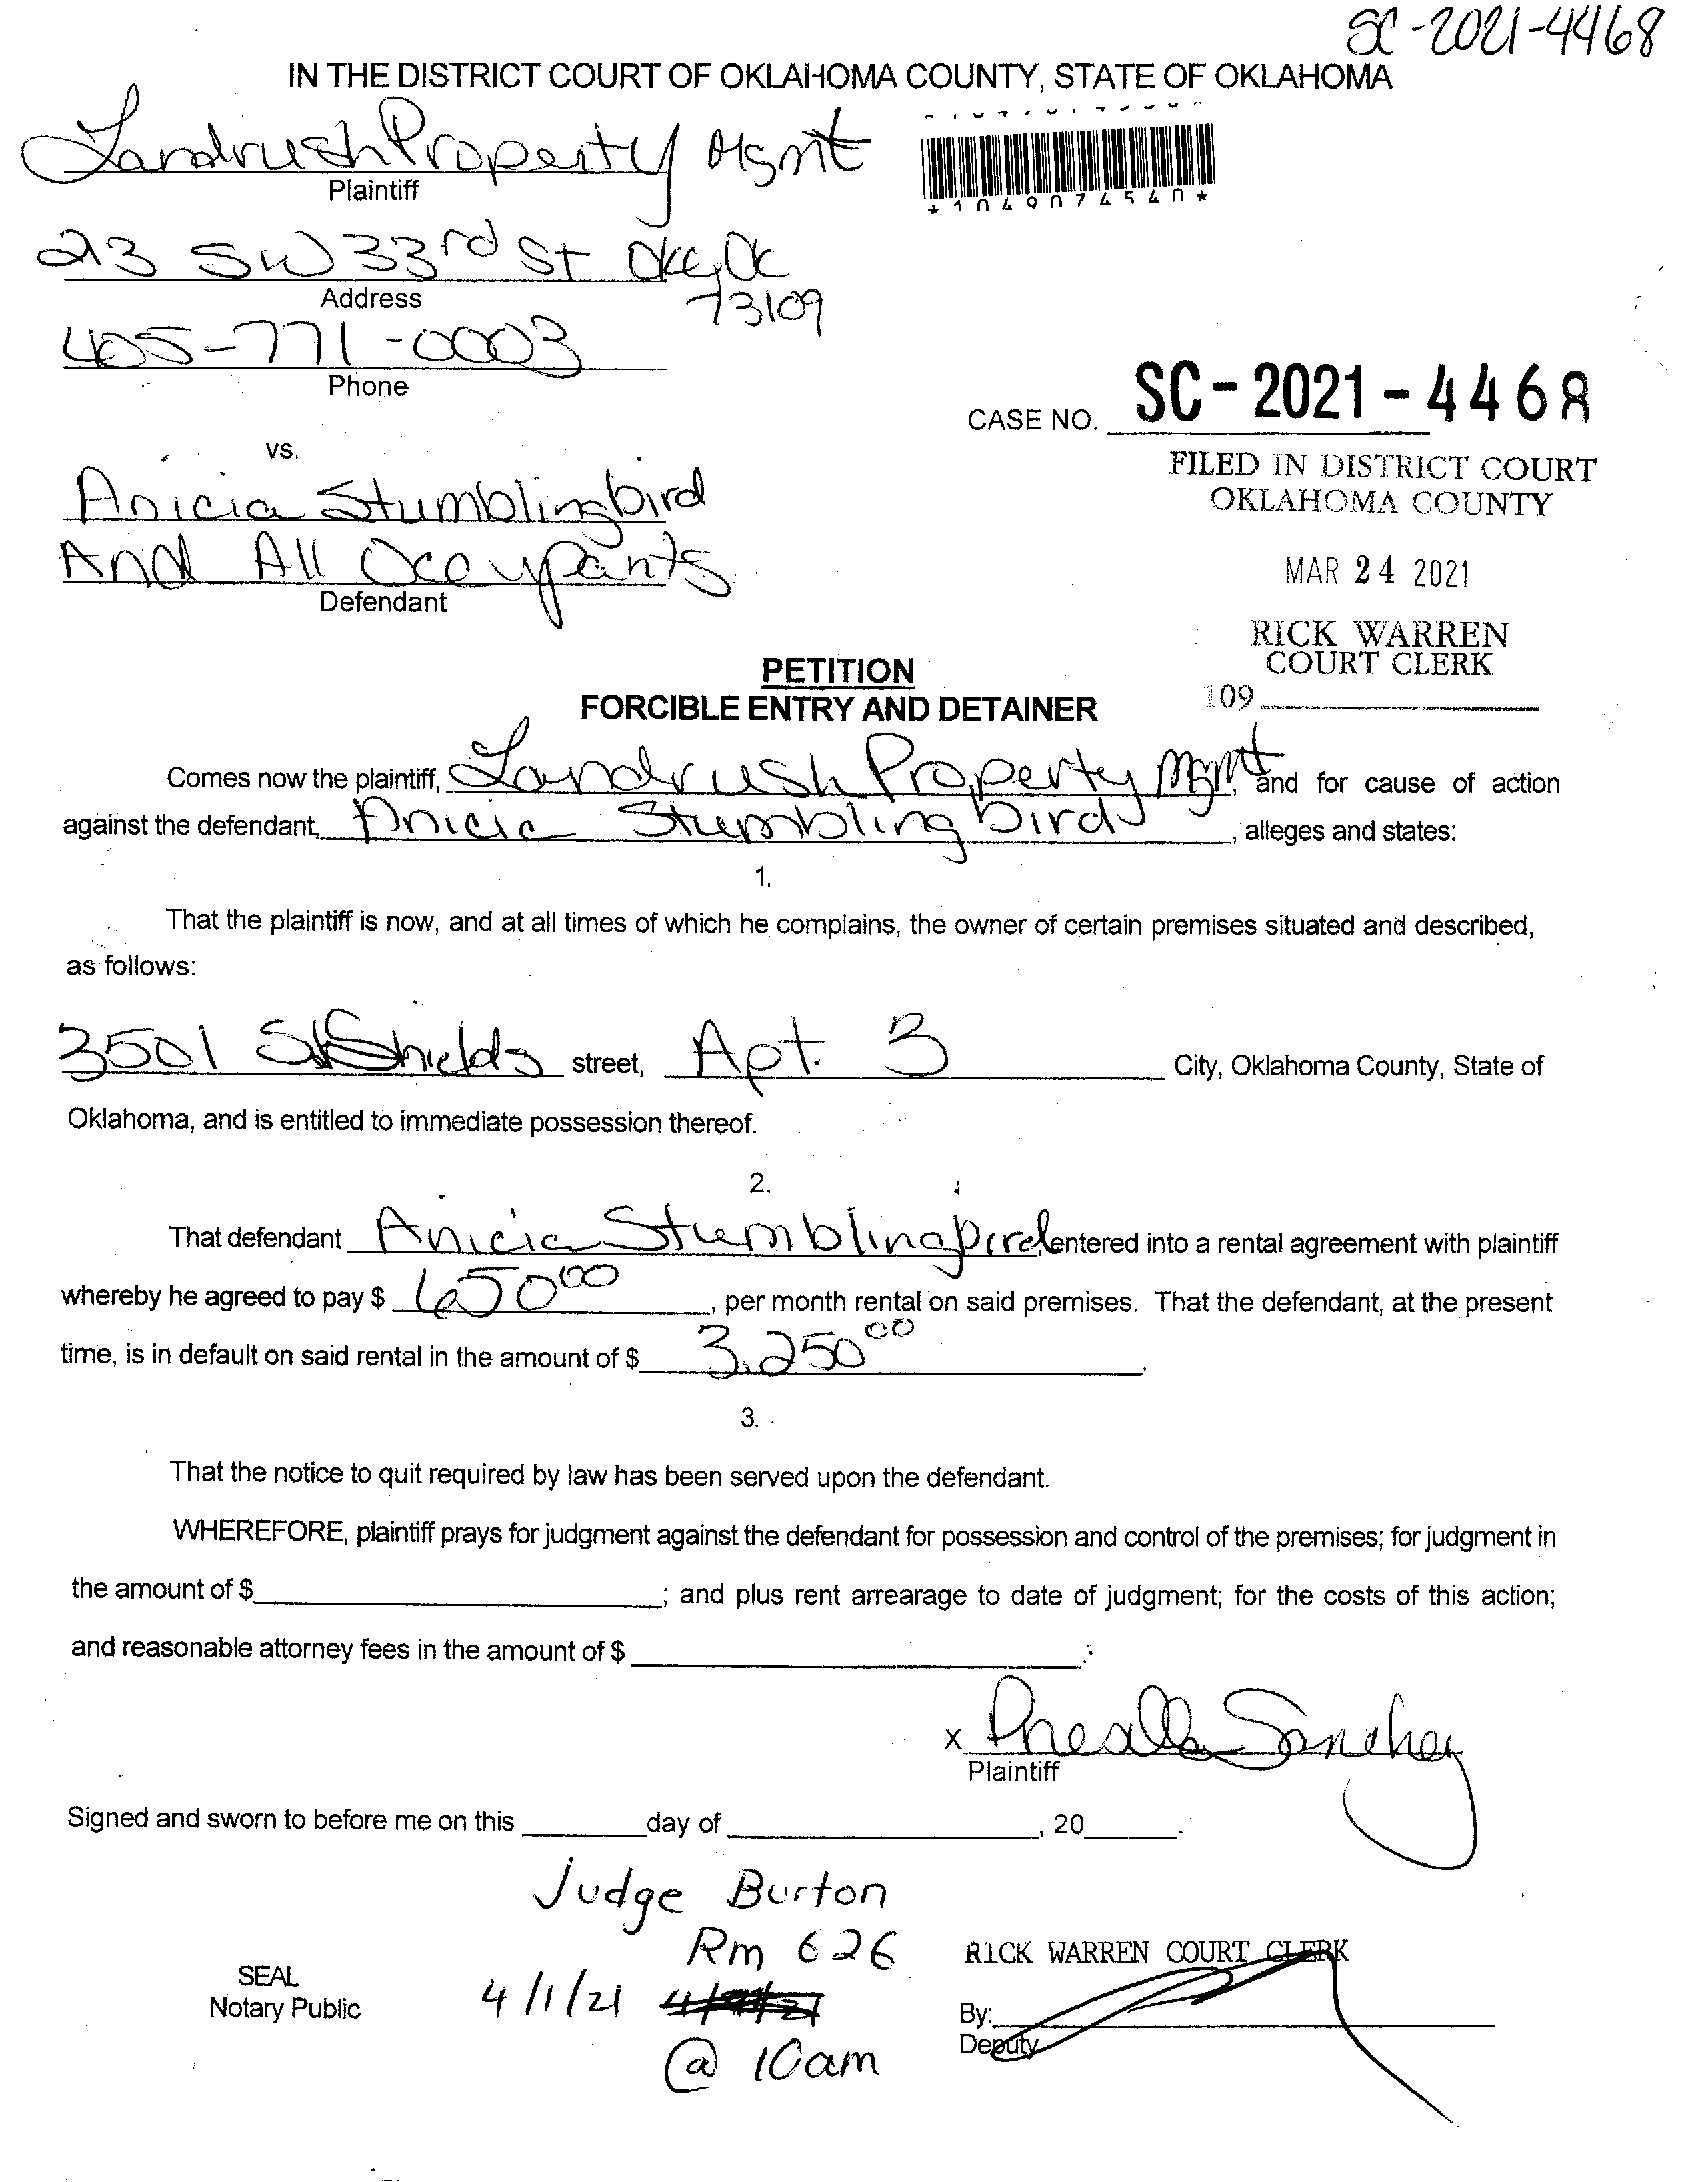 SC-2021-4468
IN THE DISTRICT COURT OF OKLAHOMA COUNTY, STATE OF OKLAHOMA
Landrush Property Mgmt
Plaintiff
*1049074540*
213 SW 33rd St Okc, Ok
73109
Address
405-771-0003
Phone
CASE NO. SC-2021-4468
vs.
FILED IN DISTRICT COURT
OKLAHOMA COUNTY
Anicia Stumblingbird
And All Occupants
Defendant
MAR 24 2021
RICK WARREN
COURT CLERK
109
PETITION
FORCIBLE ENTRY AND DETAINER
Comes now the plaintiff, Landrush Property Mgmt, and for cause of action
against the defendant, Anicia Stumblingbird, alleges and states:
1.
That the plaintiff is now, and at all times of which he complains, the owner of certain premises situated and described,
as follows:
3501 S Shields street, Apt. 3 City, Oklahoma County, State of
Oklahoma, and is entitled to immediate possession thereof.
2.
That defendant Anicia Stumblingbird entered into a rental agreement with plaintiff
whereby he agreed to pay $ 650 00, per month rental on said premises. That the defendant, at the present
time, is in default on said rental in the amount of $ 3,250 00.
3.
That the notice to quit required by law has been served upon the defendant.
WHEREFORE, plaintiff prays for judgment against the defendant for possession and control of the premises; for judgment in
the amount of $ ; and plus rent arrearage to date of judgment; for the costs of this action;
and reasonable attorney fees in the amount of $ .
x Sanchez
Plaintiff
Signed and sworn to before me on this day of , 20 .
Judge Burton
Rm 626
RICK WARREN COURT CLERK
SEAL
Notary Public
4/1/21
By:
Deputy
@ 10am